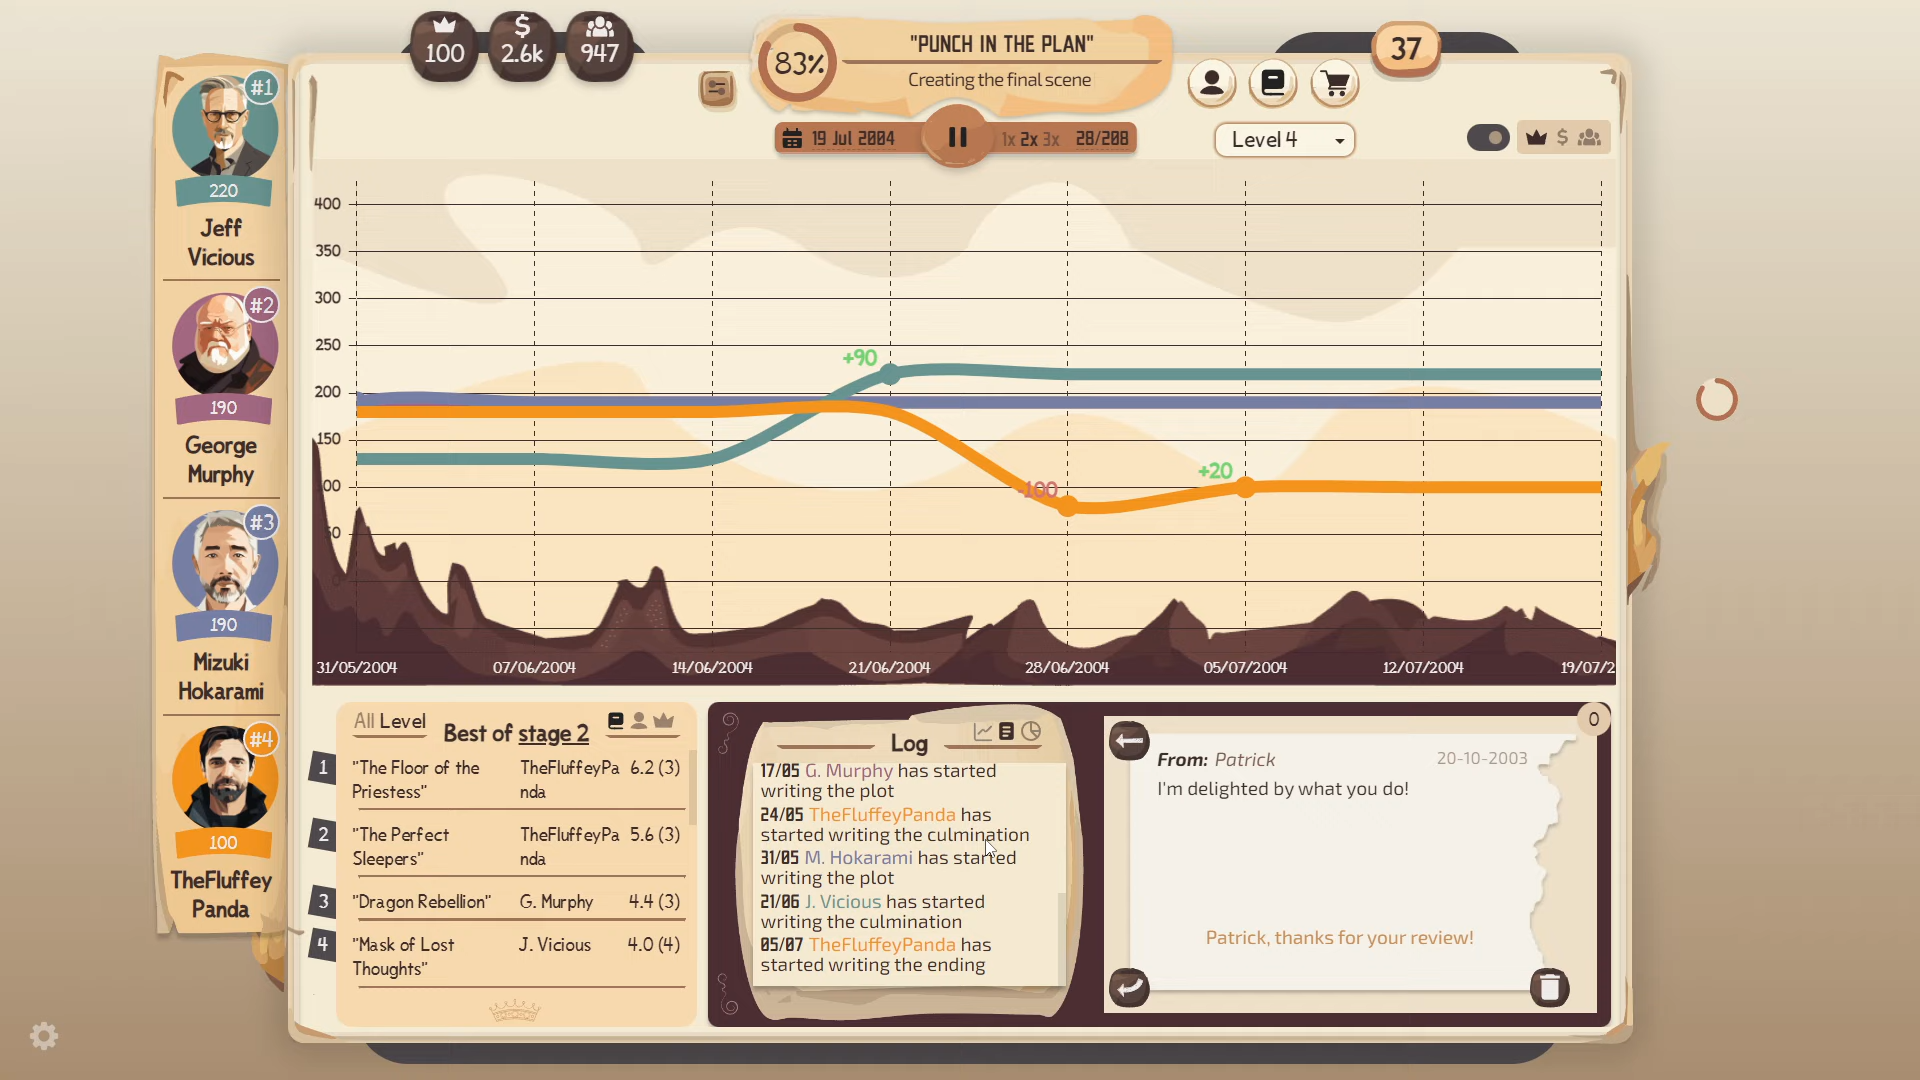 100
2.6k
947
83%
"PUNCH IN THE PLAN"
Creating the final scene
37
19 Jul 2004
1x 2x 3x
28/208
Level 4
#1
220
Jeff
Vicious
#2
190
George
Murphy
#3
190
Mizuki
Hokarami
#4
100
TheFluffey
Panda
400
350
300
250
200
150
100
50
0
+90
-100
+20
31/05/2004
07/06/2004
14/06/2004
21/06/2004
28/06/2004
05/07/2004
12/07/2004
19/07/2
All Level
Best of stage 2
1
"The Floor of the
Priestess"
TheFluffeyPa
nda
6.2 (3)
2
"The Perfect
Sleepers"
TheFluffeyPa
nda
5.6 (3)
3
"Dragon Rebellion"
G. Murphy
4.4 (3)
4
"Mask of Lost
Thoughts"
J. Vicious
4.0 (4)
Log
17/05 G. Murphy has started
writing the plot
24/05 TheFluffeyPanda has
started writing the culmination
31/05 M. Hokarami has started
writing the plot
21/06 J. Vicious has started
writing the culmination
05/07 TheFluffeyPanda has
started writing the ending
0
From: Patrick
20-10-2003
I'm delighted by what you do!
Patrick, thanks for your review!